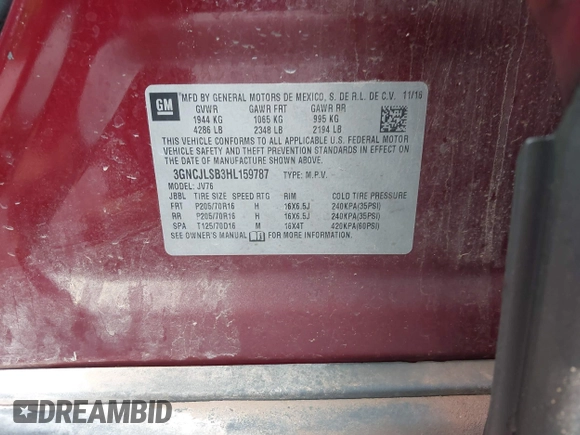 GM
MFD BY GENERAL MOTORS DE MEXICO, S. DE R.L. DE C.V. 11/16
GVWR GAWR FRT GAWR RR
1944 KG 1065 KG 995 KG
4286 LB 2348 LB 2194 LB
THIS VEHICLE CONFORMS TO ALL APPLICABLE U.S. FEDERAL MOTOR
VEHICLE SAFETY AND THEFT PREVENTION STANDARDS IN EFFECT ON
THE DATE OF MANUFACTURE SHOWN ABOVE.
3GNCJLSB3HL159787 TYPE: M.P.V.
MODEL: JV76
JBBL TIRE SIZE SPEED RTG RIM COLD TIRE PRESSURE
FRT P205/70R16 H 16X6.5J 240KPA(35PSI)
RR P205/70R16 H 16X6.5J 240KPA(35PSI)
SPA T125/70D16 M 16X4T 420KPA(60PSI)
SEE OWNER'S MANUAL FOR MORE INFORMATION.
DREAMBID